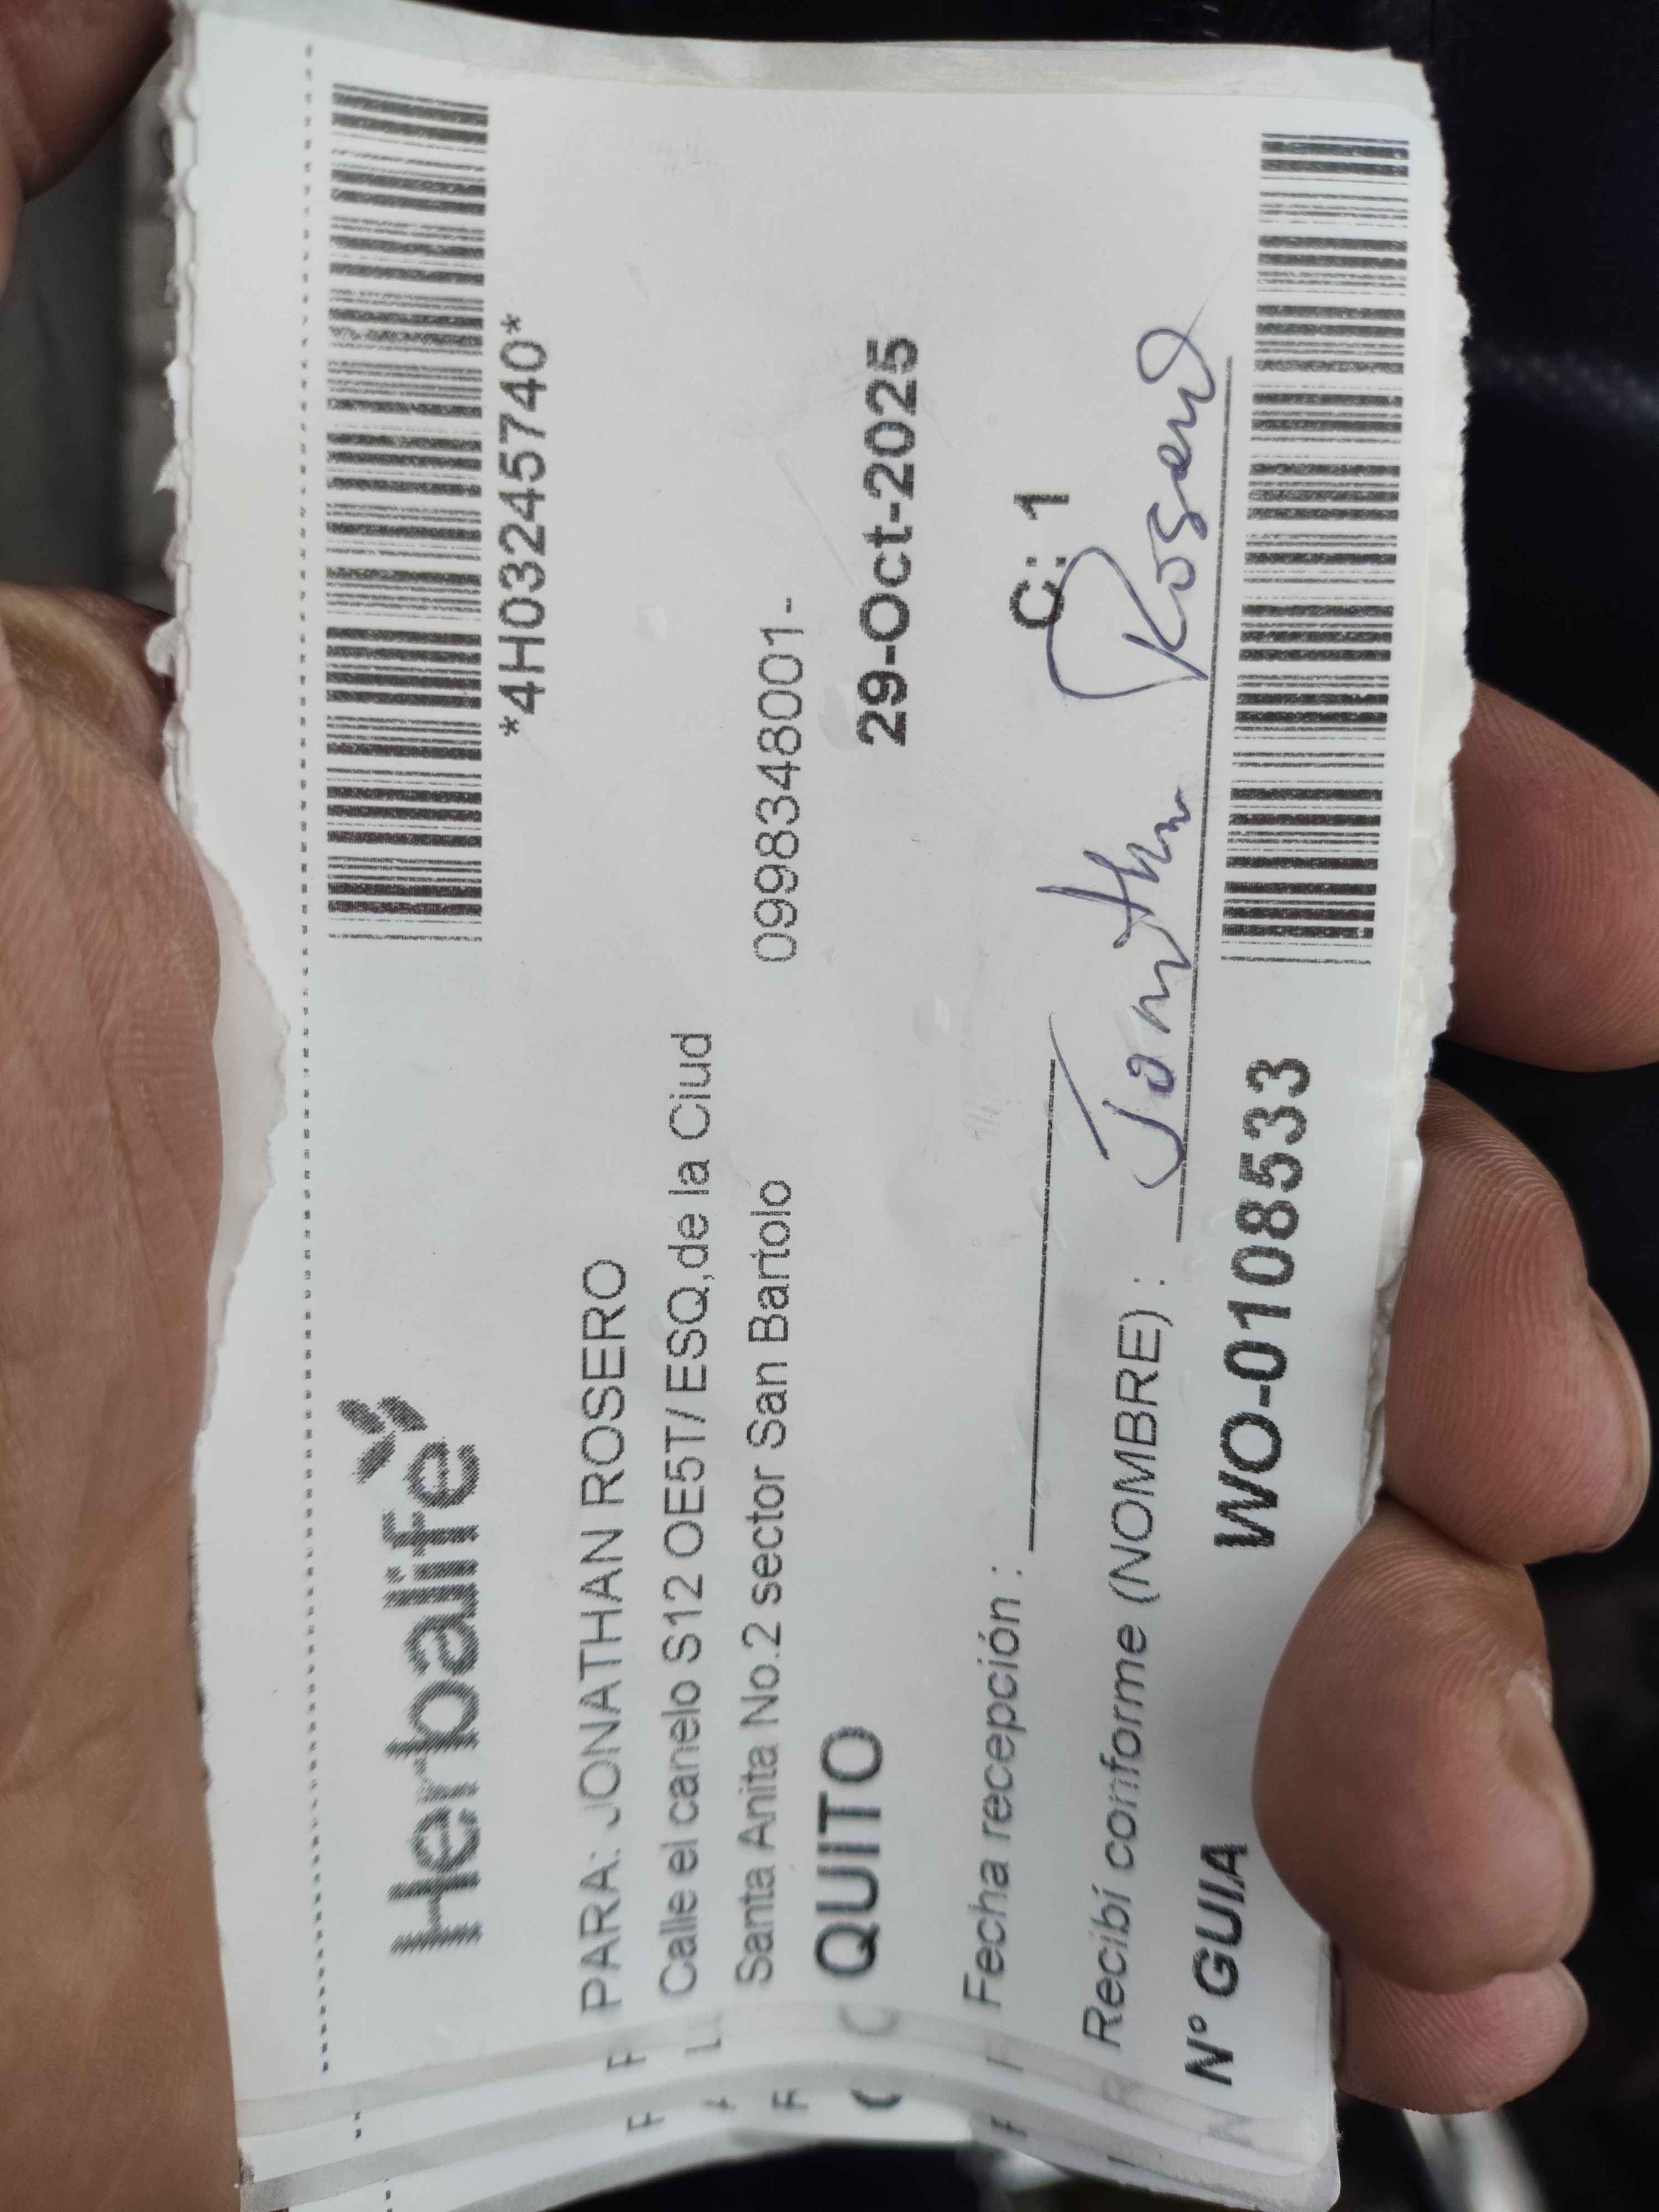 Herbalife
*4H03245740*
PARA: JONATHAN ROSERO
Calle el canelo S12 OE5T/ ESQ,de la Ciud
Santa Anita No.2 sector San Bartolo
0998348001-
QUITO
29-Oct-2025
Fecha recepción :
C: 1
Recibí conforme (NOMBRE) : Jonathan Rosero
N° GUIA WO-0108533